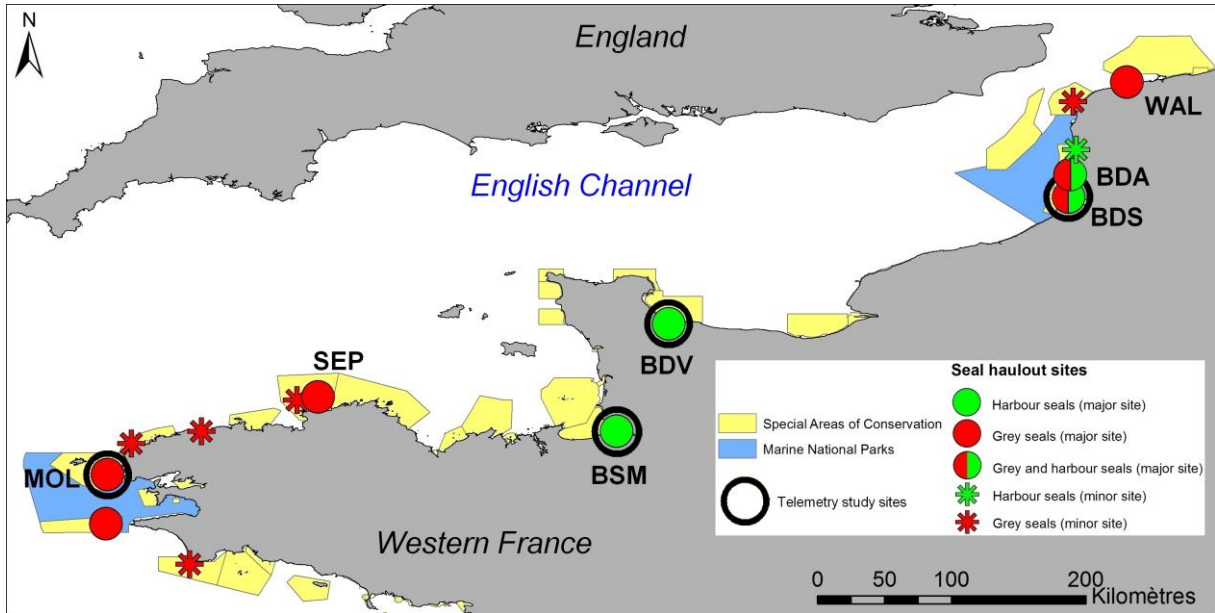 N
England
WAL
English Channel
BDA
BDS
SEP
BDV
MOL
BSM
Western France
Seal haulout sites
Special Areas of Conservation
Marine National Parks
Telemetry study sites
Harbour seals (major site)
Grey seals (major site)
Grey and harbour seals (major site)
Harbour seals (minor site)
Grey seals (minor site)
0 50 100 200
Kilomètres